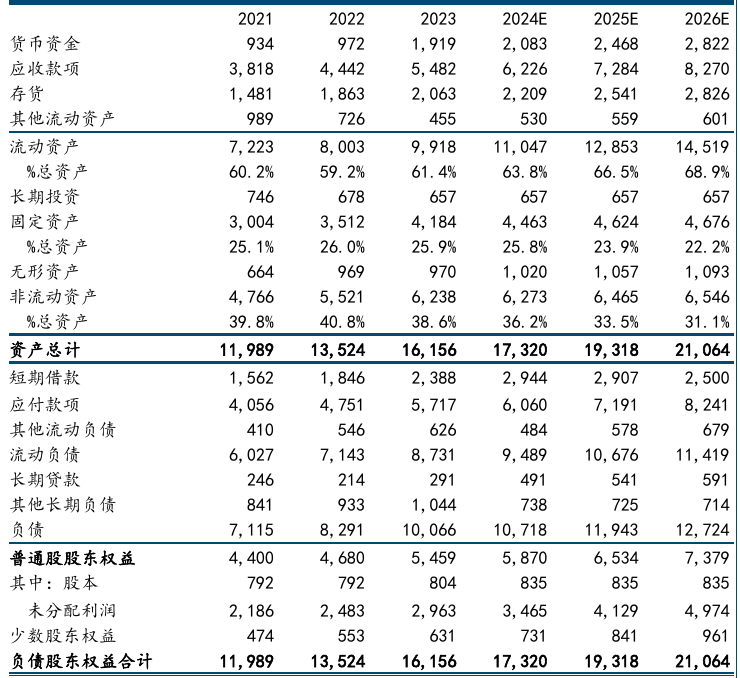 2021 2022 2023 2024E 2025E 2026E
货币资金 934 972 1,919 2,083 2,468 2,822
应收款项 3,818 4,442 5,482 6,226 7,284 8,270
存货 1,481 1,863 2,063 2,209 2,541 2,826
其他流动资产 989 726 455 530 559 601
流动资产 7,223 8,003 9,918 11,047 12,853 14,519
%总资产 60.2% 59.2% 61.4% 63.8% 66.5% 68.9%
长期投资 746 678 657 657 657 657
固定资产 3,004 3,512 4,184 4,463 4,624 4,676
%总资产 25.1% 26.0% 25.9% 25.8% 23.9% 22.2%
无形资产 664 969 970 1,020 1,057 1,093
非流动资产 4,766 5,521 6,238 6,273 6,465 6,546
%总资产 39.8% 40.8% 38.6% 36.2% 33.5% 31.1%
资产总计 11,989 13,524 16,156 17,320 19,318 21,064
短期借款 1,562 1,846 2,388 2,944 2,907 2,500
应付款项 4,056 4,751 5,717 6,060 7,191 8,241
其他流动负债 410 546 626 484 578 679
流动负债 6,027 7,143 8,731 9,489 10,676 11,419
长期贷款 246 214 291 491 541 591
其他长期负债 841 933 1,044 738 725 714
负债 7,115 8,291 10,066 10,718 11,943 12,724
普通股股东权益 4,400 4,680 5,459 5,870 6,534 7,379
其中：股本 792 792 804 835 835 835
未分配利润 2,186 2,483 2,963 3,465 4,129 4,974
少数股东权益 474 553 631 731 841 961
负债股东权益合计 11,989 13,524 16,156 17,320 19,318 21,064